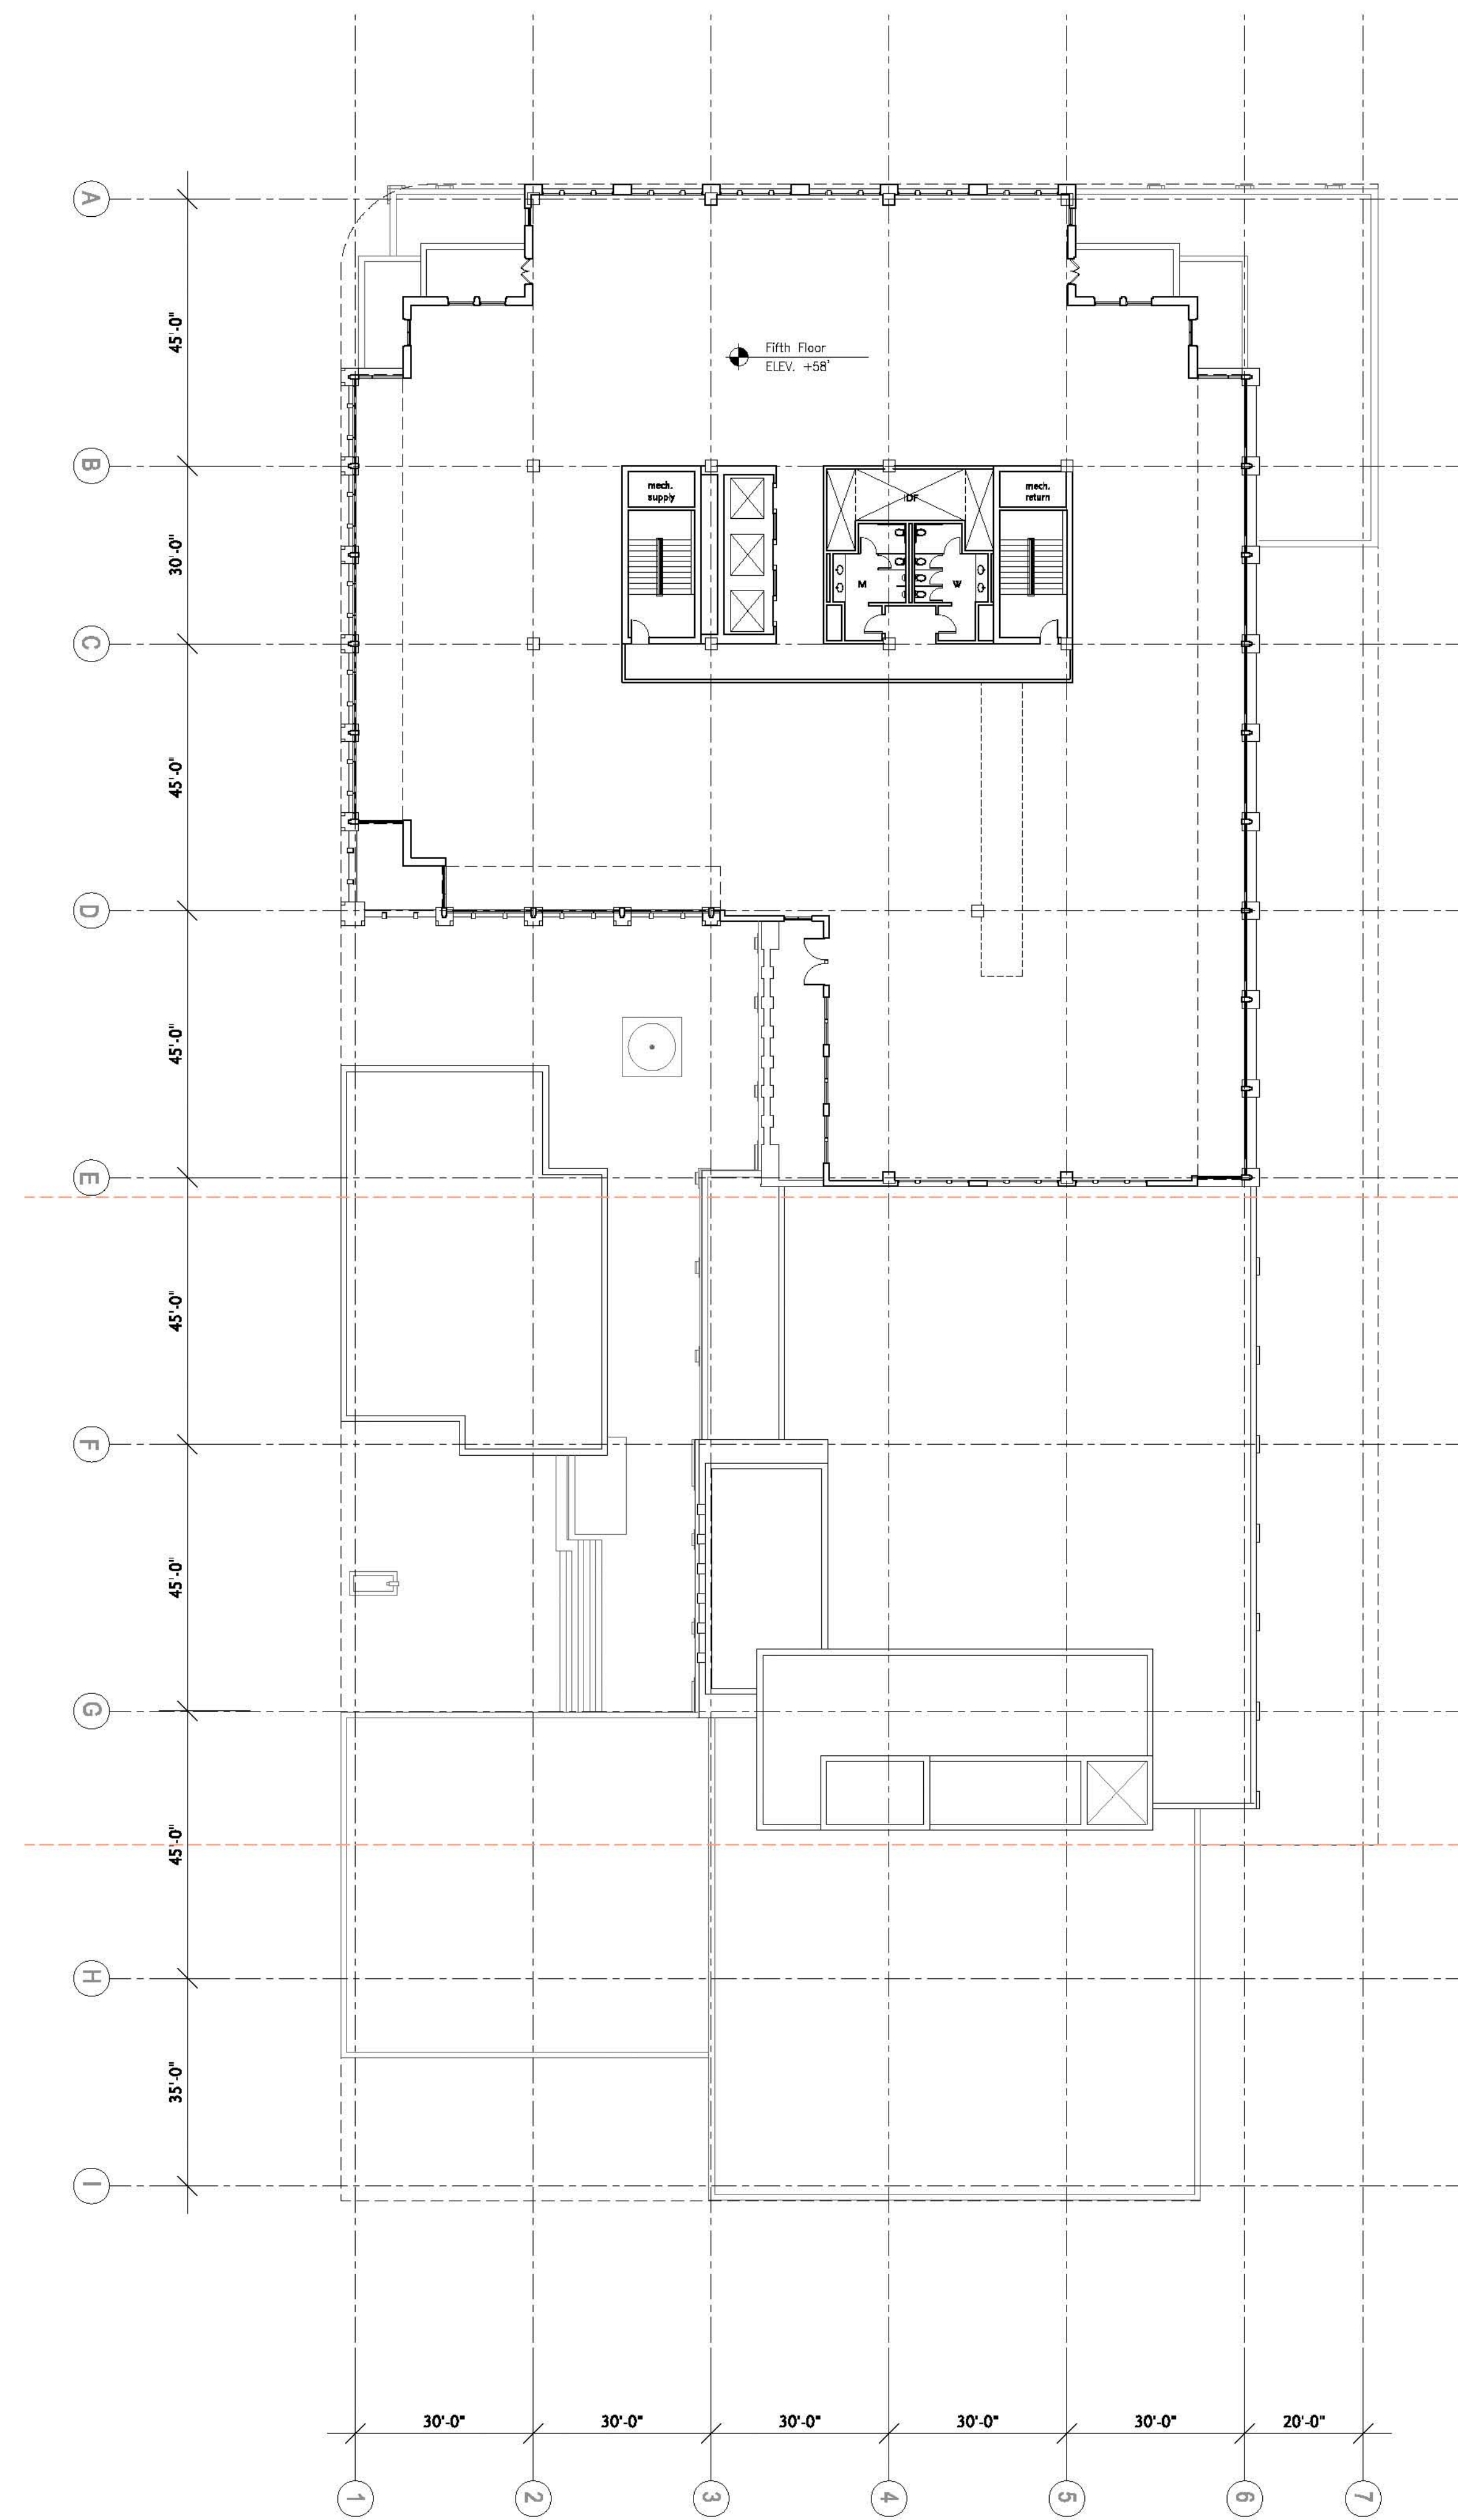 A
45'-0"
Fifth Floor
ELEV. +58'
B
mech.
supply
IDF
mech.
return
30'-0"
M
W
C
45'-0"
D
45'-0"
E
45'-0"
F
45'-0"
G
45'-0"
H
35'-0"
I
30'-0"
30'-0"
30'-0"
30'-0"
30'-0"
20'-0"
1
2
3
4
5
6
7